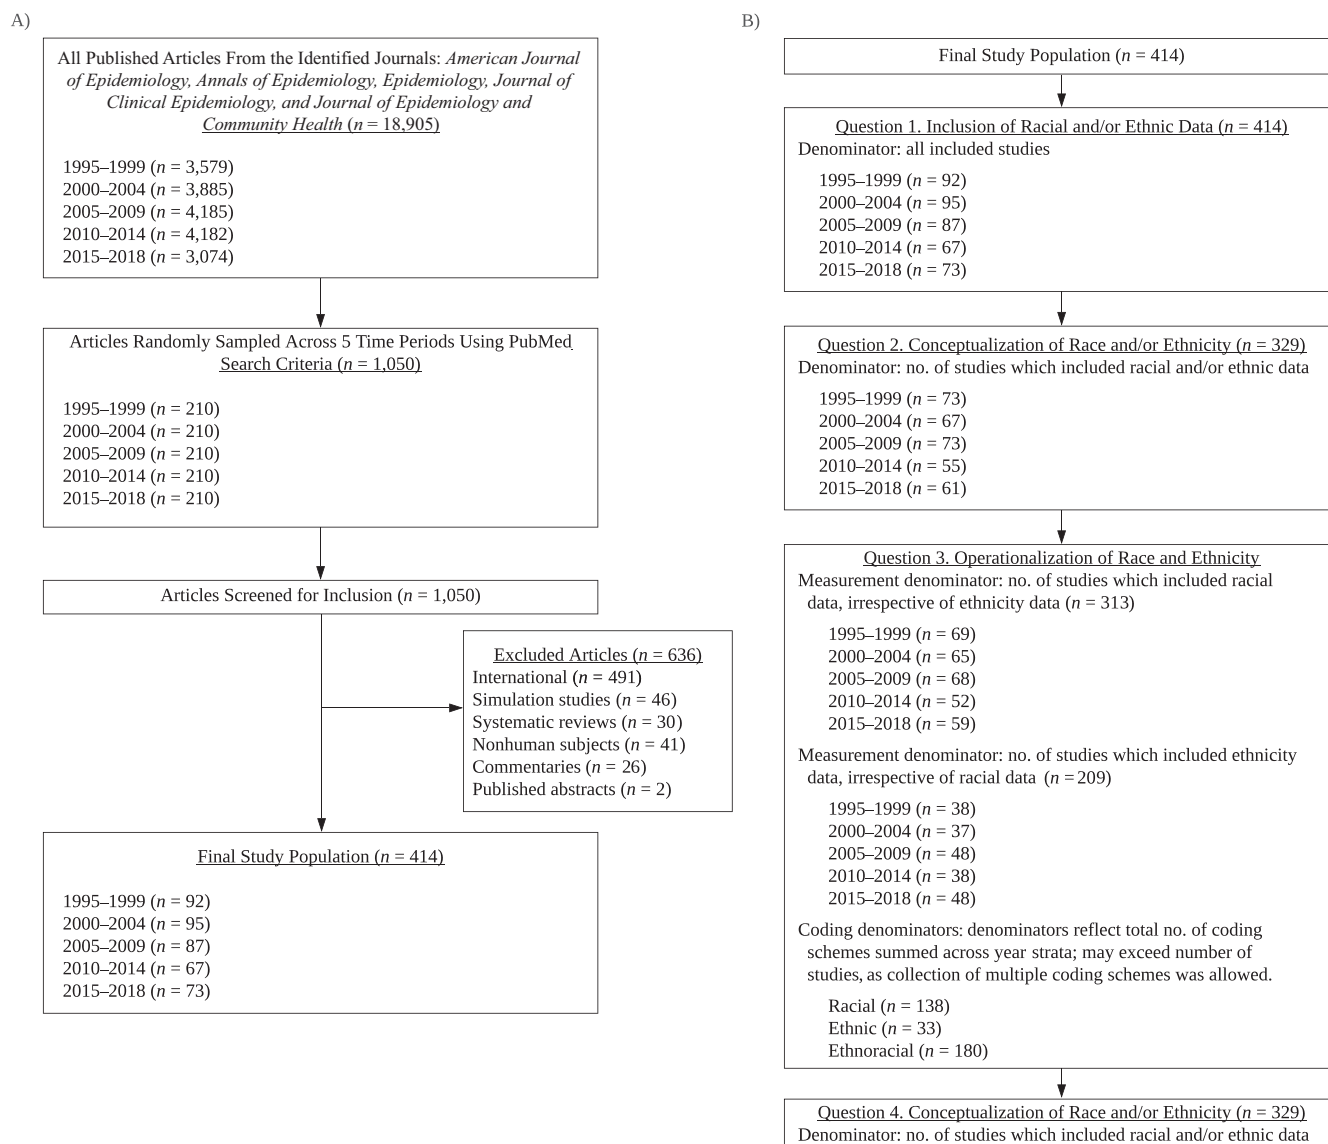 A)
All Published Articles From the Identified Journals: American Journal
of Epidemiology, Annals of Epidemiology, Epidemiology, Journal of
Clinical Epidemiology, and Journal of Epidemiology and
Community Health (n = 18,905)
1995–1999 (n = 3,579)
2000–2004 (n = 3,885)
2005–2009 (n = 4,185)
2010–2014 (n = 4,182)
2015–2018 (n = 3,074)
Articles Randomly Sampled Across 5 Time Periods Using PubMed
Search Criteria (n = 1,050)
1995–1999 (n = 210)
2000–2004 (n = 210)
2005–2009 (n = 210)
2010–2014 (n = 210)
2015–2018 (n = 210)
Articles Screened for Inclusion (n = 1,050)
Excluded Articles (n = 636)
International (n = 491)
Simulation studies (n = 46)
Systematic reviews (n = 30)
Nonhuman subjects (n = 41)
Commentaries (n = 26)
Published abstracts (n = 2)
Final Study Population (n = 414)
1995–1999 (n = 92)
2000–2004 (n = 95)
2005–2009 (n = 87)
2010–2014 (n = 67)
2015–2018 (n = 73)
B)
Final Study Population (n = 414)
Question 1. Inclusion of Racial and/or Ethnic Data (n = 414)
Denominator: all included studies
1995–1999 (n = 92)
2000–2004 (n = 95)
2005–2009 (n = 87)
2010–2014 (n = 67)
2015–2018 (n = 73)
Question 2. Conceptualization of Race and/or Ethnicity (n = 329)
Denominator: no. of studies which included racial and/or ethnic data
1995–1999 (n = 73)
2000–2004 (n = 67)
2005–2009 (n = 73)
2010–2014 (n = 55)
2015–2018 (n = 61)
Question 3. Operationalization of Race and Ethnicity
Measurement denominator: no. of studies which included racial
data, irrespective of ethnicity data (n = 313)
1995–1999 (n = 69)
2000–2004 (n = 65)
2005–2009 (n = 68)
2010–2014 (n = 52)
2015–2018 (n = 59)
Measurement denominator: no. of studies which included ethnicity
data, irrespective of racial data (n = 209)
1995–1999 (n = 38)
2000–2004 (n = 37)
2005–2009 (n = 48)
2010–2014 (n = 38)
2015–2018 (n = 48)
Coding denominators: denominators reflect total no. of coding
schemes summed across year strata; may exceed number of
studies, as collection of multiple coding schemes was allowed.
Racial (n = 138)
Ethnic (n = 33)
Ethnoracial (n = 180)
Question 4. Conceptualization of Race and/or Ethnicity (n = 329)
Denominator: no. of studies which included racial and/or ethnic data